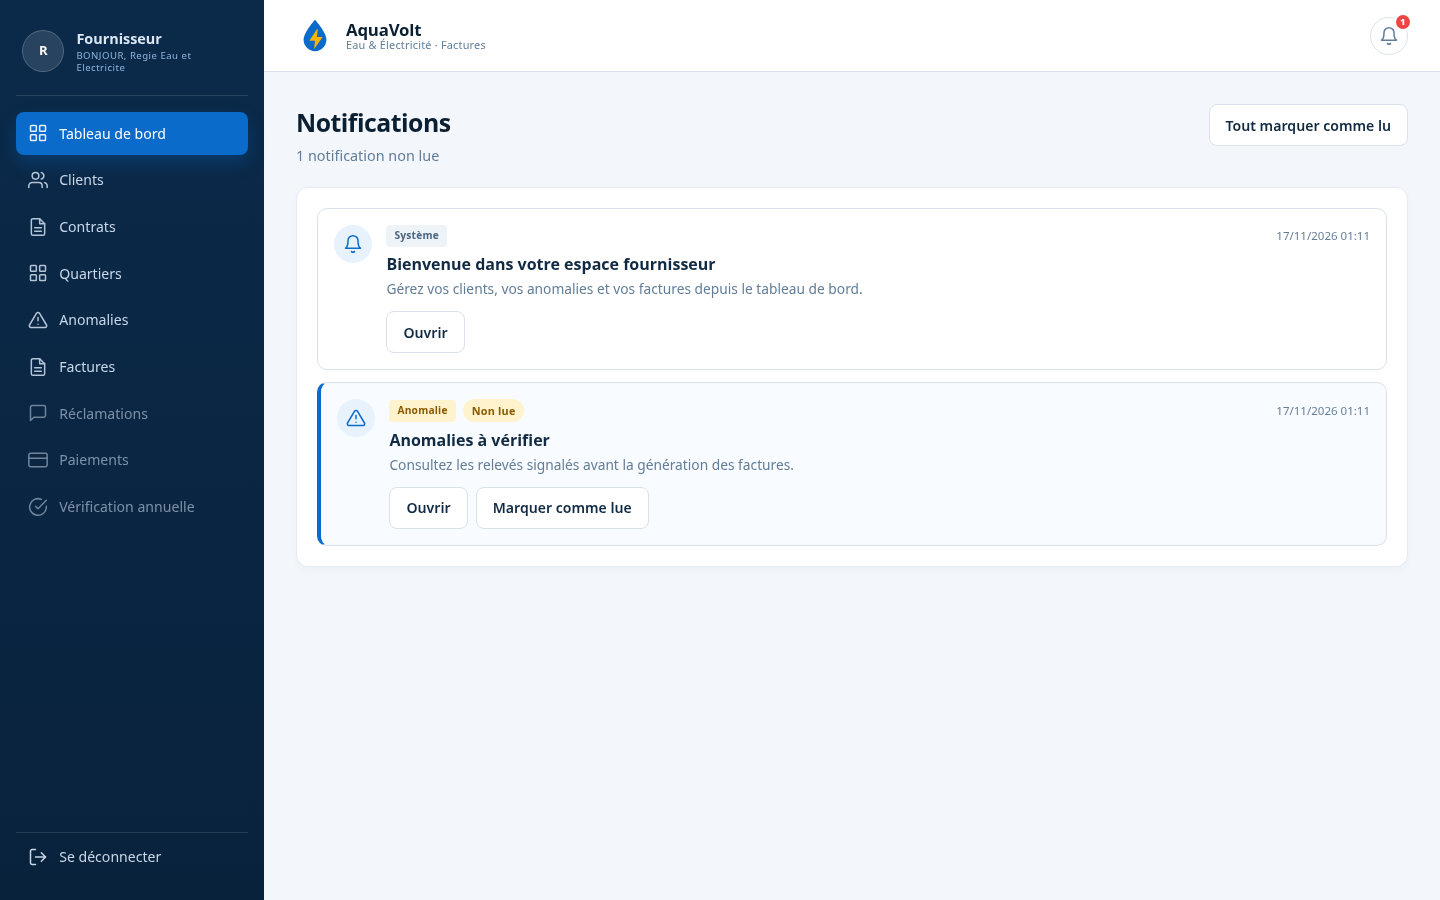 R
Fournisseur
BONJOUR, Regie Eau et
Electricite
Tableau de bord
Clients
Contrats
Quartiers
Anomalies
Factures
Réclamations
Paiements
Vérification annuelle
Se déconnecter
AquaVolt
Eau & Électricité · Factures
1
Notifications
1 notification non lue
Tout marquer comme lu
Système
17/11/2026 01:11
Bienvenue dans votre espace fournisseur
Gérez vos clients, vos anomalies et vos factures depuis le tableau de bord.
Ouvrir
Anomalie Non lue
17/11/2026 01:11
Anomalies à vérifier
Consultez les relevés signalés avant la génération des factures.
Ouvrir Marquer comme lue